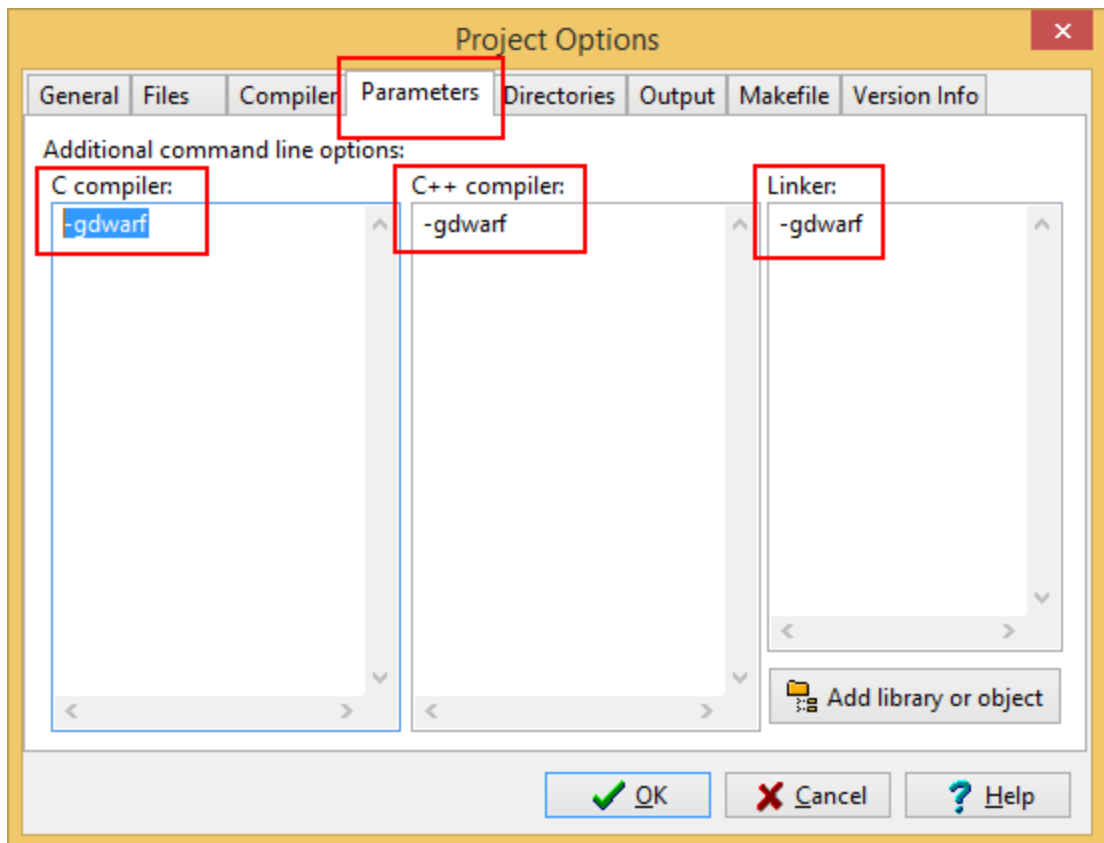 Project Options
General Files Compiler Parameters Directories Output Makefile Version Info
Additional command line options:
C compiler: C++ compiler: Linker:
-gdwarf -gdwarf -gdwarf
Add library or object
OK Cancel Help